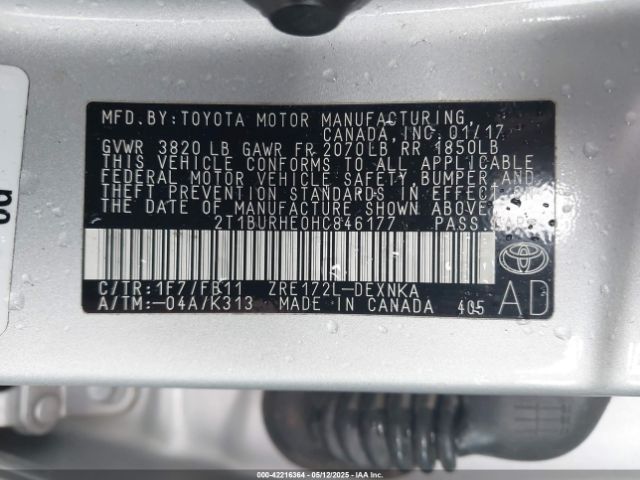 MFD.BY:TOYOTA MOTOR MANUFACTURING,
CANADA, INC. 01/17
GVWR 3820 LB GAWR FR 2070LB RR 1850LB
THIS VEHICLE CONFORMS TO ALL APPLICABLE
FEDERAL MOTOR VEHICLE SAFETY BUMPER AND
THEFT PREVENTION STANDARDS IN EFFECT ON
THE DATE OF MANUFACTURE SHOWN ABOVE.
2T1BURHE0HC846177 PASS.
C/TR:1F7/FB11 ZRE172L-DEXNKA
A/TM:-04A/K313 MADE IN CANADA 405
AD
TOYOTA
000-42216364 - 05/12/2025 - IAA, Inc.